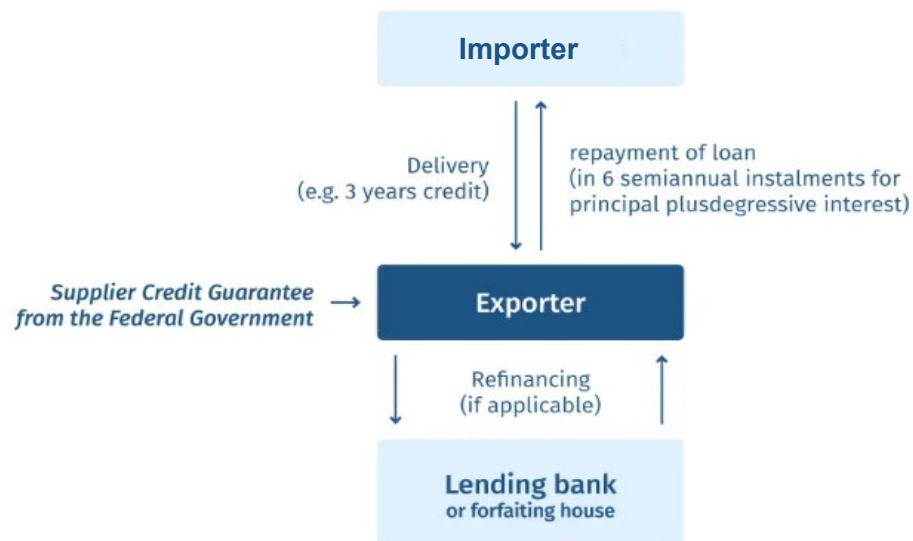 Importer
Delivery
(e.g. 3 years credit)
repayment of loan
(in 6 semiannual instalments for
principal plusdegressive interest)
Supplier Credit Guarantee
from the Federal Government
Exporter
Refinancing
(if applicable)
Lending bank
or forfaiting house